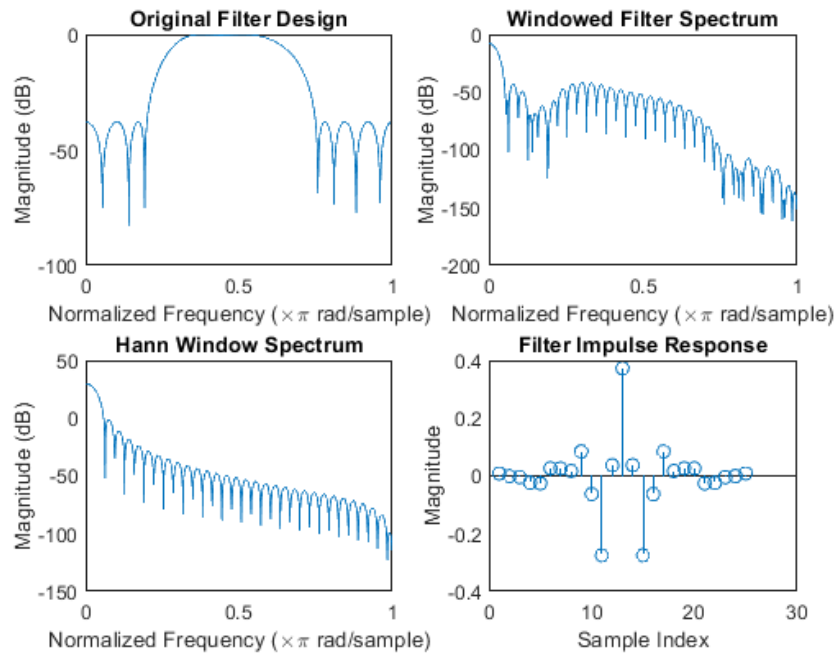 Original Filter Design
0
-50
-100
Magnitude (dB)
0
0.5
1
Normalized Frequency (×π rad/sample)
Windowed Filter Spectrum
0
-50
-100
-150
-200
Magnitude (dB)
0
0.5
1
Normalized Frequency (×π rad/sample)
Hann Window Spectrum
50
0
-50
-100
-150
Magnitude (dB)
0
0.5
1
Normalized Frequency (×π rad/sample)
Filter Impulse Response
0.4
0.2
0
-0.2
-0.4
Magnitude
0
10
20
30
Sample Index